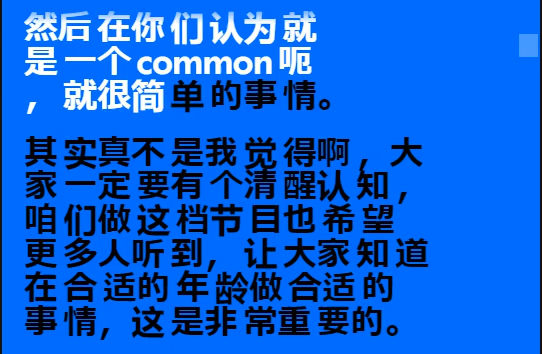 然后在你们认为就
是一个common呃
，就很简单的事情。
其实真不是我觉得啊，大
家一定要有个清醒认知，
咱们做这档节目也希望
更多人听到，让大家知道
在合适的年龄做合适的
事情，这是非常重要的。